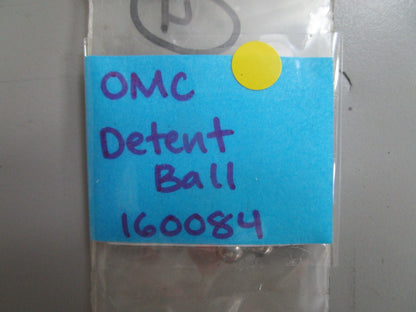 OMC
Detent
Ball
160084